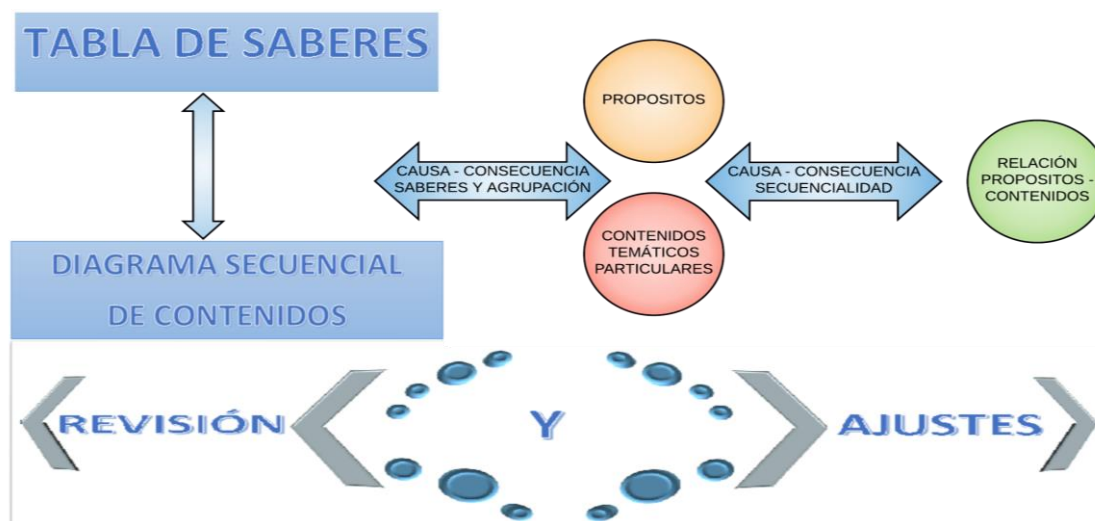 TABLA DE SABERES
PROPOSITOS
CAUSA - CONSECUENCIA
SABERES Y AGRUPACIÓN
CAUSA - CONSECUENCIA
SECUENCIALIDAD
RELACIÓN
PROPOSITOS -
CONTENIDOS
CONTENIDOS
TEMÁTICOS
PARTICULARES
DIAGRAMA SECUENCIAL
DE CONTENIDOS
REVISIÓN Y AJUSTES